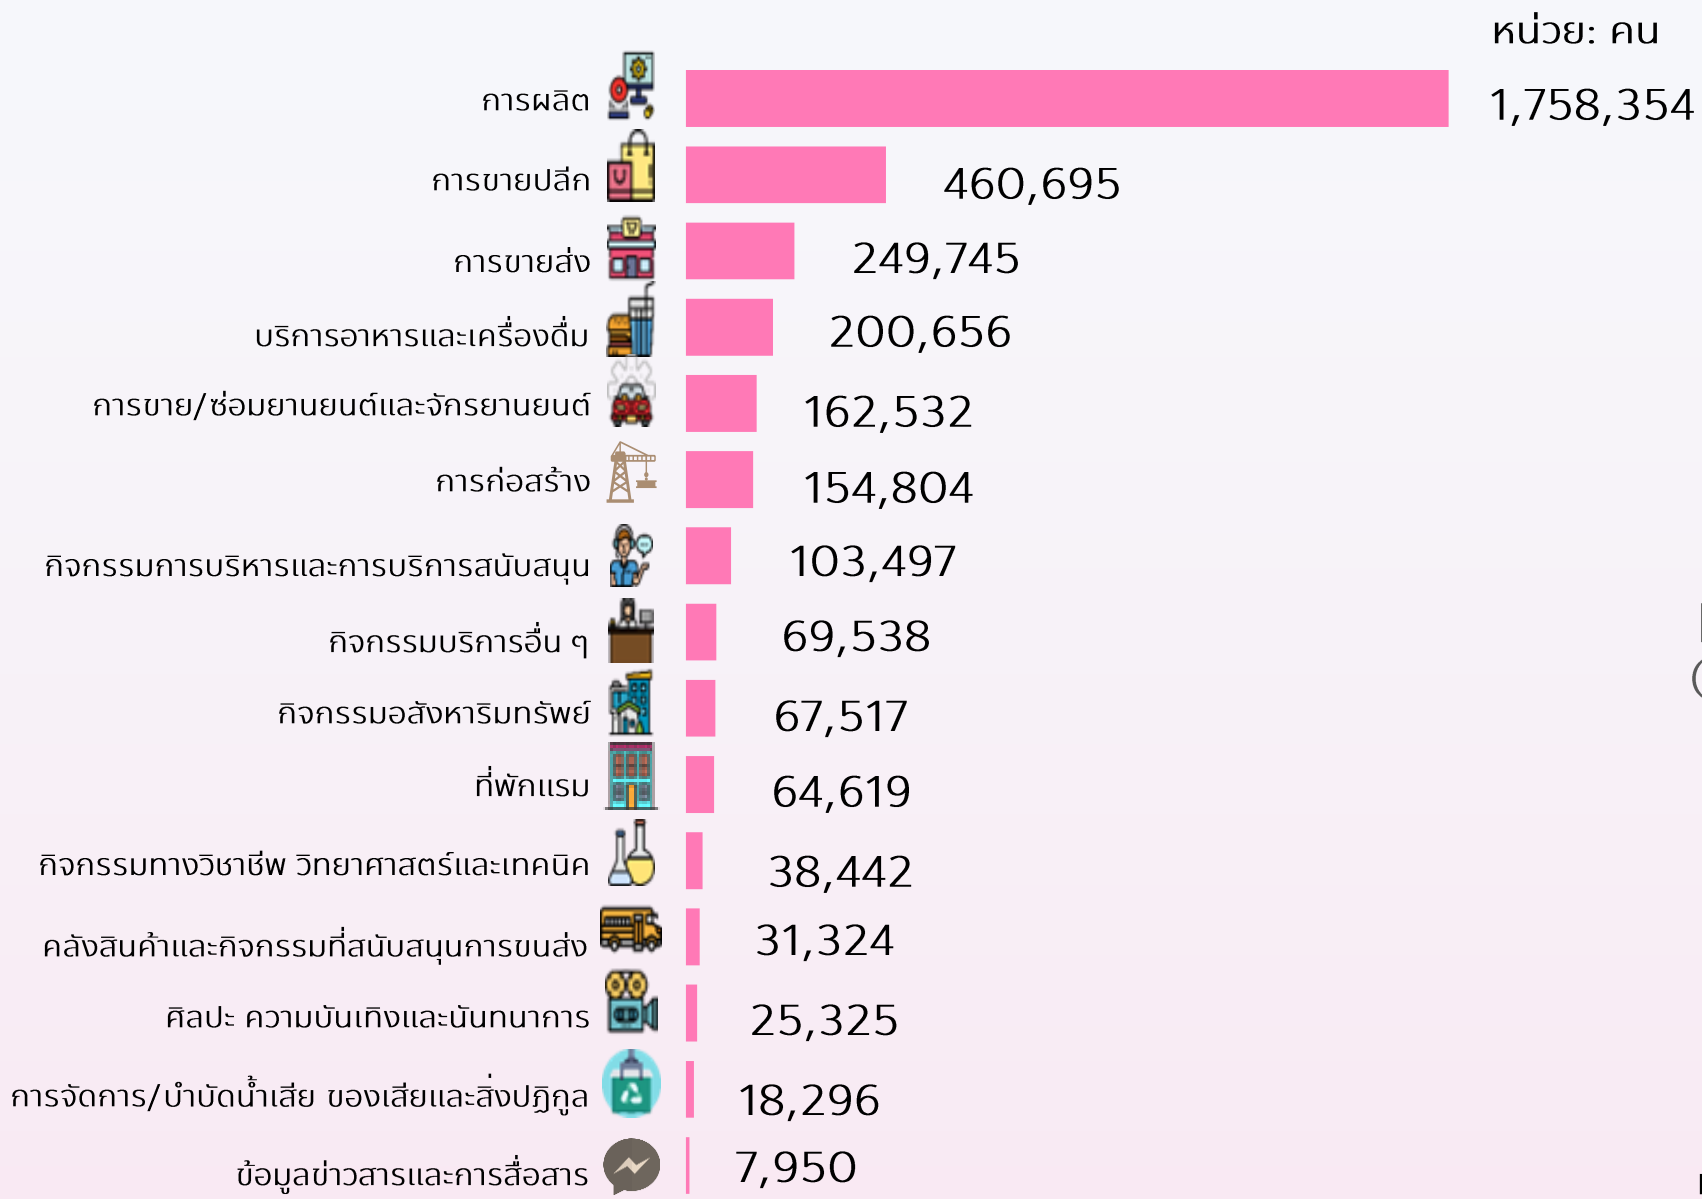 หน่วย: คน
การผลิต 1,758,354
การขายปลีก 460,695
การขายส่ง 249,745
บริการอาหารและเครื่องดื่ม 200,656
การขาย/ซ่อมยานยนต์และจักรยานยนต์ 162,532
การก่อสร้าง 154,804
กิจกรรมการบริหารและการบริการสนับสนุน 103,497
กิจกรรมบริการอื่น ๆ 69,538
กิจกรรมอสังหาริมทรัพย์ 67,517
ที่พักแรม 64,619
กิจกรรมทางวิชาชีพ วิทยาศาสตร์และเทคนิค 38,442
คลังสินค้าและกิจกรรมที่สนับสนุนการขนส่ง 31,324
ศิลปะ ความบันเทิงและนันทนาการ 25,325
การจัดการ/บำบัดน้ำเสีย ของเสียและสิ่งปฏิกูล 18,296
ข้อมูลข่าวสารและการสื่อสาร 7,950